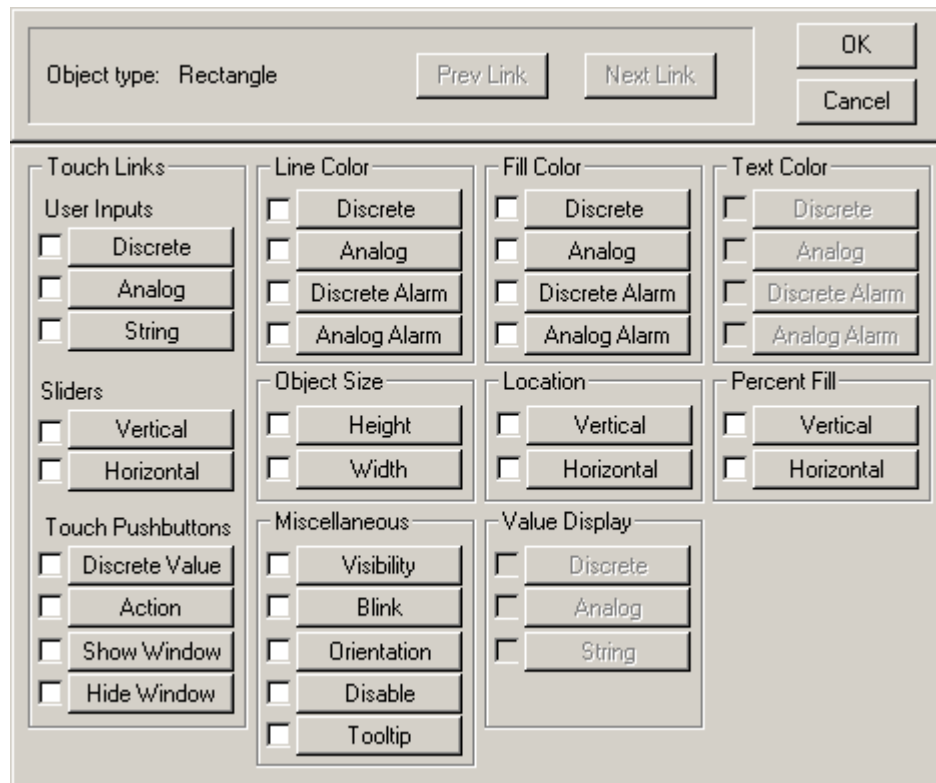 Object type: Rectangle
Prev Link
Next Link
OK
Cancel
Touch Links
User Inputs
Discrete
Analog
String
Sliders
Vertical
Horizontal
Touch Pushbuttons
Discrete Value
Action
Show Window
Hide Window
Line Color
Discrete
Analog
Discrete Alarm
Analog Alarm
Fill Color
Discrete
Analog
Discrete Alarm
Analog Alarm
Text Color
Discrete
Analog
Discrete Alarm
Analog Alarm
Object Size
Height
Width
Location
Vertical
Horizontal
Percent Fill
Vertical
Horizontal
Miscellaneous
Visibility
Blink
Orientation
Disable
Tooltip
Value Display
Discrete
Analog
String